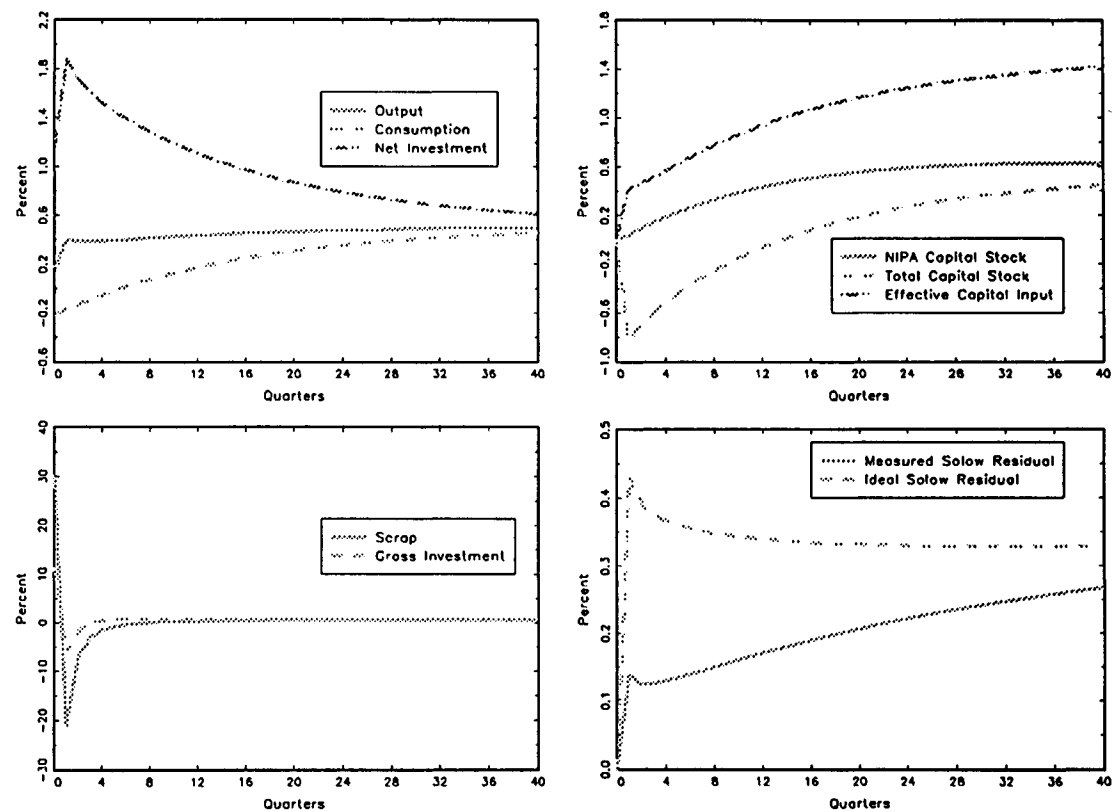 2.2
1.8
1.4
1.0
0.6
0.2
-0.2
-0.6
Percent
Output
Consumption
Net Investment
0 4 8 12 16 20 24 28 32 36 40
Quarters
1.8
1.4
1.0
0.6
0.2
-0.2
-0.6
-1.0
Percent
NIPA Capital Stock
Total Capital Stock
Effective Capital Input
0 4 8 12 16 20 24 28 32 36 40
Quarters
40
30
20
10
0
-10
-20
-30
Percent
Scrap
Gross Investment
0 4 8 12 16 20 24 28 32 36 40
Quarters
0.5
0.4
0.3
0.2
0.1
0.0
Percent
Measured Solow Residual
Ideal Solow Residual
0 4 8 12 16 20 24 28 32 36 40
Quarters